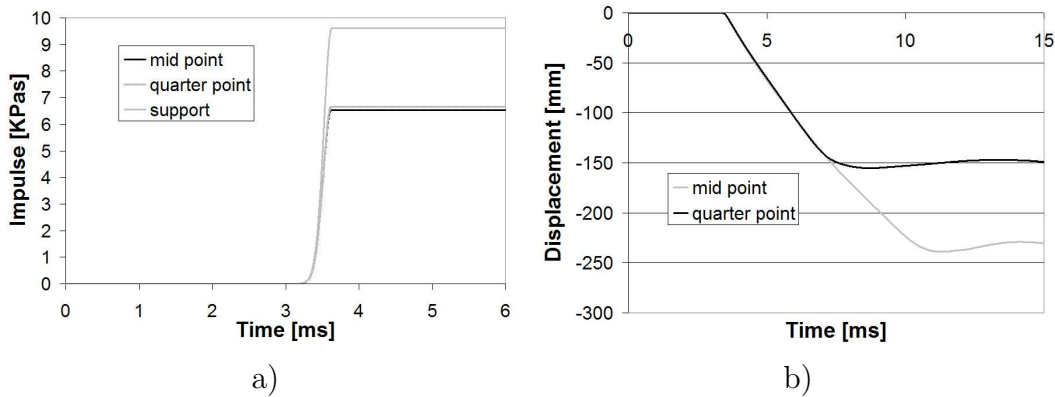 10
9
8
7
6
5
4
3
2
1
0
Impulse [KPas]
mid point
quarter point
support
0 1 2 3 4 5 6
Time [ms]
a)
0
-50
-100
-150
-200
-250
-300
Displacement [mm]
0 5 10 15
mid point
quarter point
Time [ms]
b)